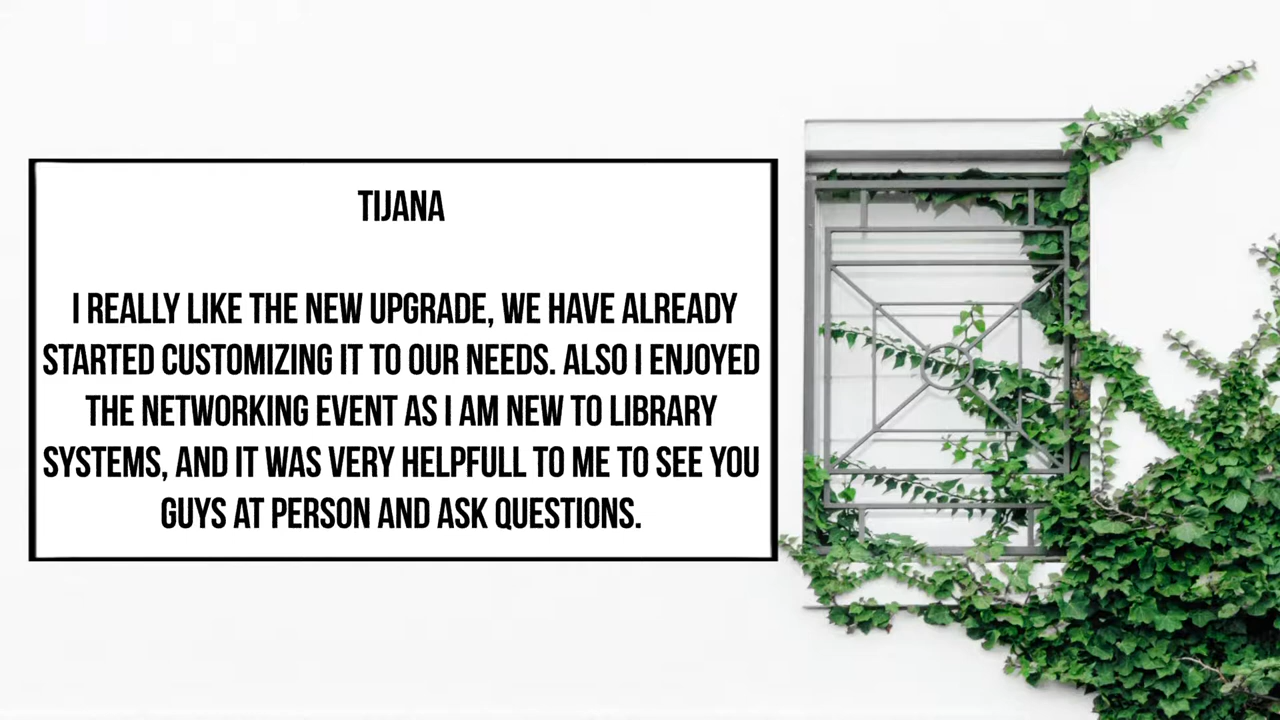 TIJANA
I REALLY LIKE THE NEW UPGRADE, WE HAVE ALREADY
STARTED CUSTOMIZING IT TO OUR NEEDS. ALSO I ENJOYED
THE NETWORKING EVENT AS I AM NEW TO LIBRARY
SYSTEMS, AND IT WAS VERY HELPFULL TO ME TO SEE YOU
GUYS AT PERSON AND ASK QUESTIONS.